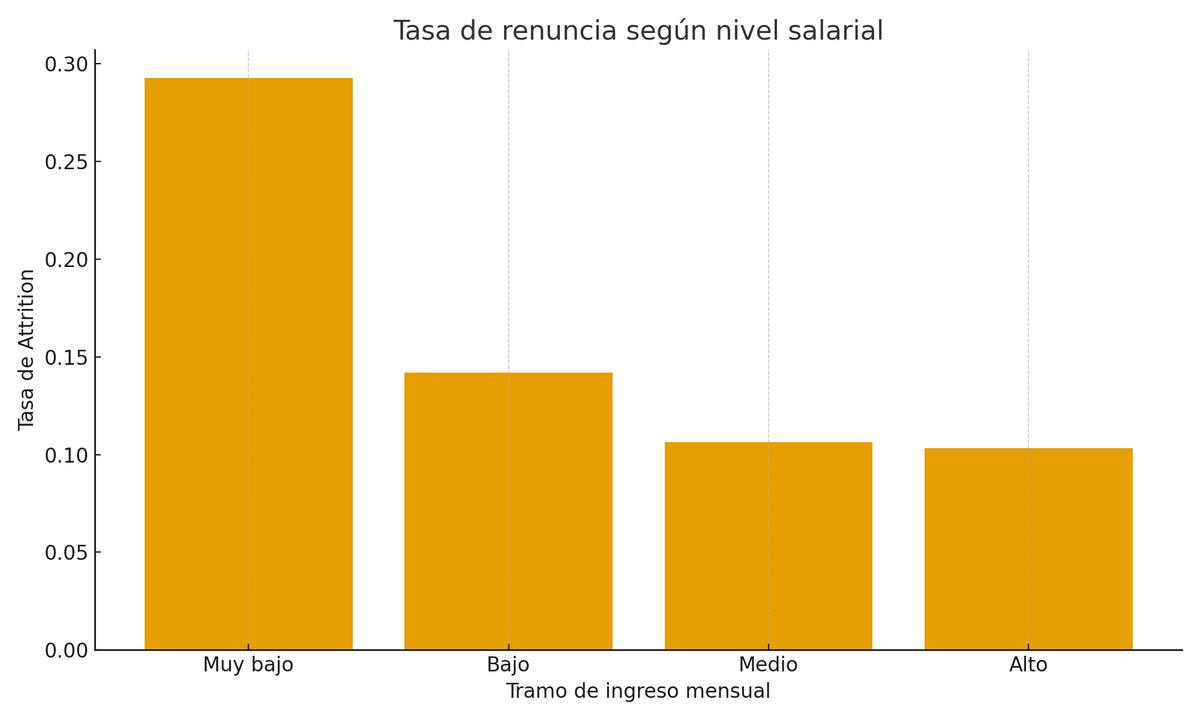 Tasa de renuncia según nivel salarial
Tasa de Attrition
0.30
0.25
0.20
0.15
0.10
0.05
0.00
Muy bajo
Bajo
Medio
Alto
Tramo de ingreso mensual